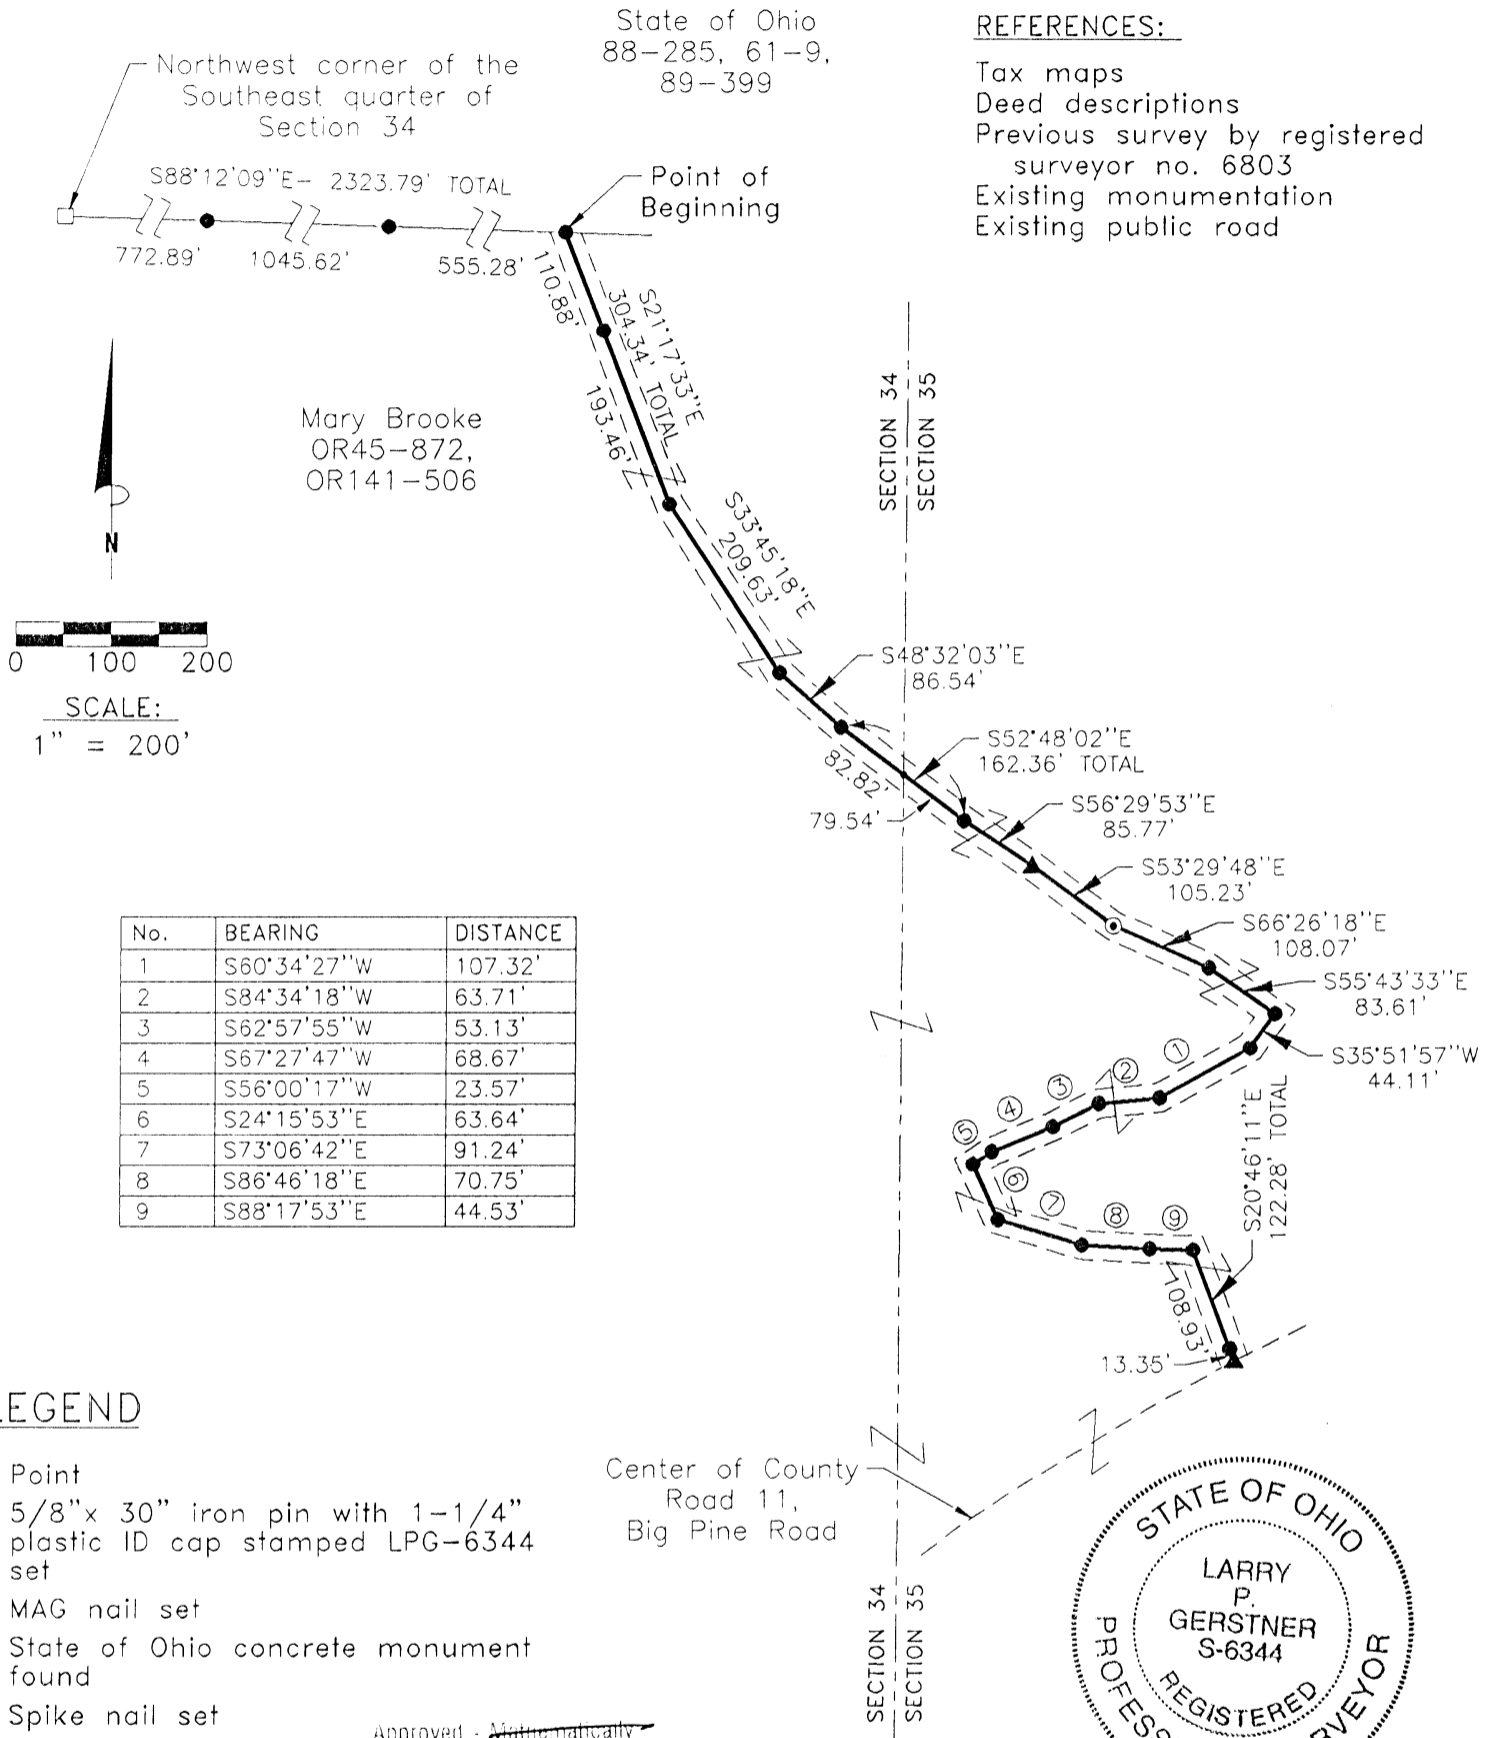 State of Ohio
88-285, 61-9,
89-399
REFERENCES:
Tax maps
Deed descriptions
Previous survey by registered
surveyor no. 6803
Existing monumentation
Existing public road
Northwest corner of the
Southeast quarter of
Section 34
S88°12'09"E- 2323.79' TOTAL
772.89'
1045.62'
555.28'
Point of
Beginning
110.88'
S21°17'33"E
304.34' TOTAL
193.46'
Mary Brooke
OR45-872,
OR141-506
N
0 100 200
SCALE:
1" = 200'
SECTION 34
SECTION 35
S33°45'18"E
209.63'
S48°32'03"E
86.54'
S52°48'02"E
162.36' TOTAL
82.82'
79.54'
S56°29'53"E
85.77'
S53°29'48"E
105.23'
S66°26'18"E
108.07'
S55°43'33"E
83.61'
S35°51'57"W
44.11'
No. BEARING DISTANCE
1 S60°34'27"W 107.32'
2 S84°34'18"W 63.71'
3 S62°57'55"W 53.13'
4 S67°27'47"W 68.67'
5 S56°00'17"W 23.57'
6 S24°15'53"E 63.64'
7 S73°06'42"E 91.24'
8 S86°46'18"E 70.75'
9 S88°17'53"E 44.53'
1
2
3
4
5
6
7
8
9
S20°46'11"E
122.28' TOTAL
108.93'
13.35'
Center of County
Road 11,
Big Pine Road
SECTION 34
SECTION 35
LEGEND
Point
5/8"x 30" iron pin with 1-1/4"
plastic ID cap stamped LPG-6344
set
MAG nail set
State of Ohio concrete monument
found
Spike nail set
Approved - Mathematically
STATE OF OHIO
LARRY
P.
GERSTNER
S-6344
REGISTERED